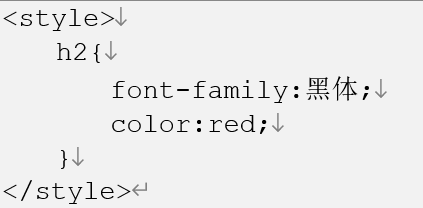 <style>↓
h2{↓
font-family:黑体;↓
color:red;↓
}↓
</style>↵